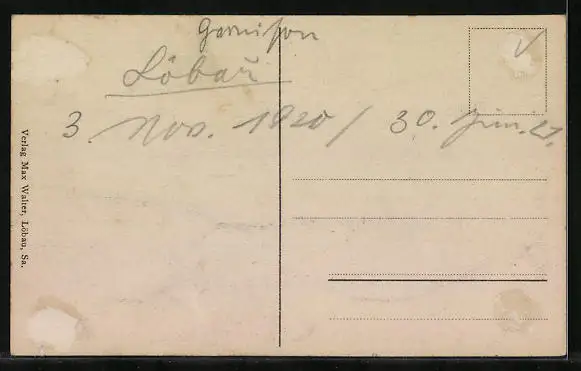 Garnison
Löbau
3. Nov. 1920 / 30. Juni. 21.
Verlag Max Walter, Löbau, Sa.